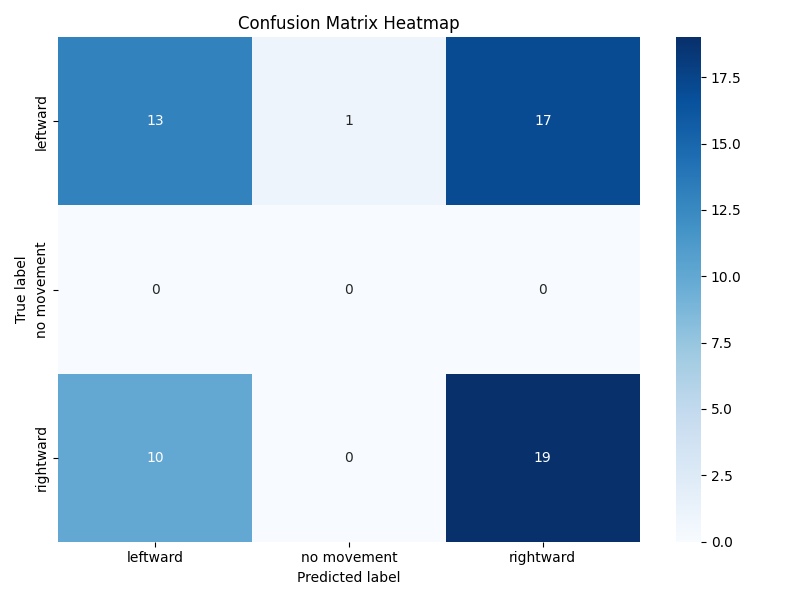 Confusion Matrix Heatmap
True label
leftward
13
1
17
no movement
0
0
0
rightward
10
0
19
leftward
no movement
rightward
Predicted label
17.5
15.0
12.5
10.0
7.5
5.0
2.5
0.0